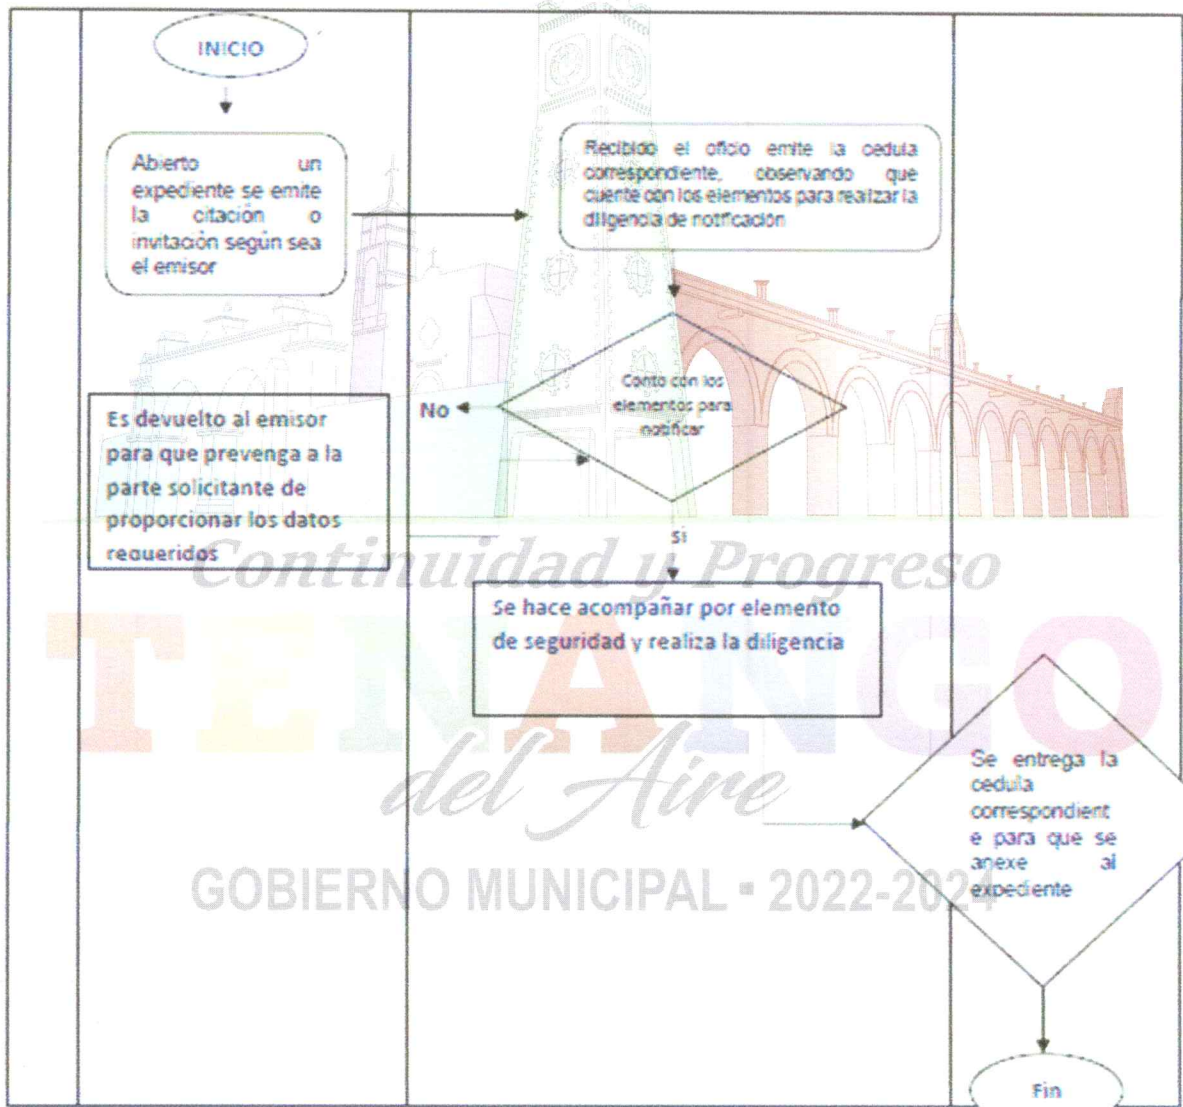 INICIO
Abierto un
expediente se emite
la citación o
invitación según sea
el emisor
Recibido el oficio emite la cedula
correspondiente, observando que
cuente con los elementos para realizar la
diligencia de notificación
Conto con los
elementos para
notificar
No
Es devuelto al emisor
para que prevenga a la
parte solicitante de
proporcionar los datos
requeridos
si
Continuidad y Progreso
Se hace acompañar por elemento
de seguridad y realiza la diligencia
TENANGO
del Aire
Se entrega la
cedula
correspondient
e para que se
anexe al
expediente
GOBIERNO MUNICIPAL ▪ 2022-2024
Fin